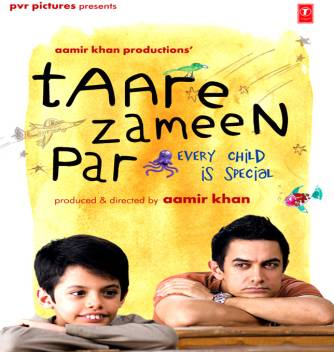 pvr pictures presents
T
aamir khan productions'
tAARe
zameeN
Par
EVERY CHILD
is SPECIAL
produced & directed by aamir khan